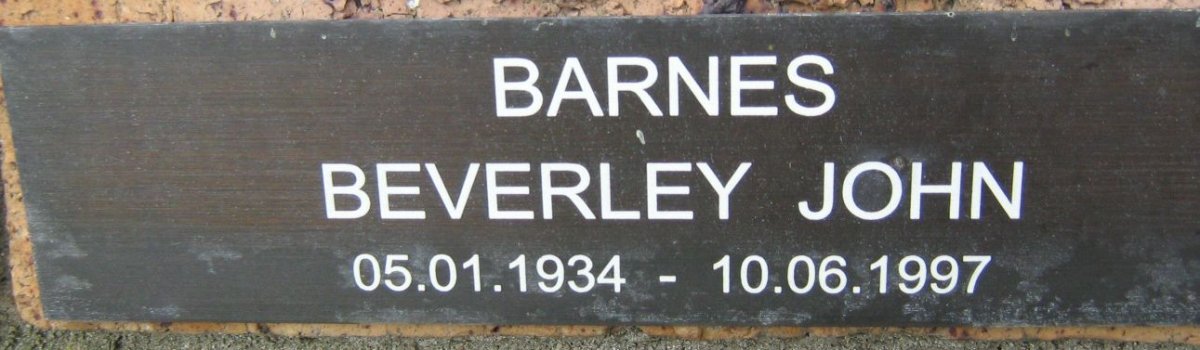 BARNES
BEVERLEY JOHN
05.01.1934 - 10.06.1997